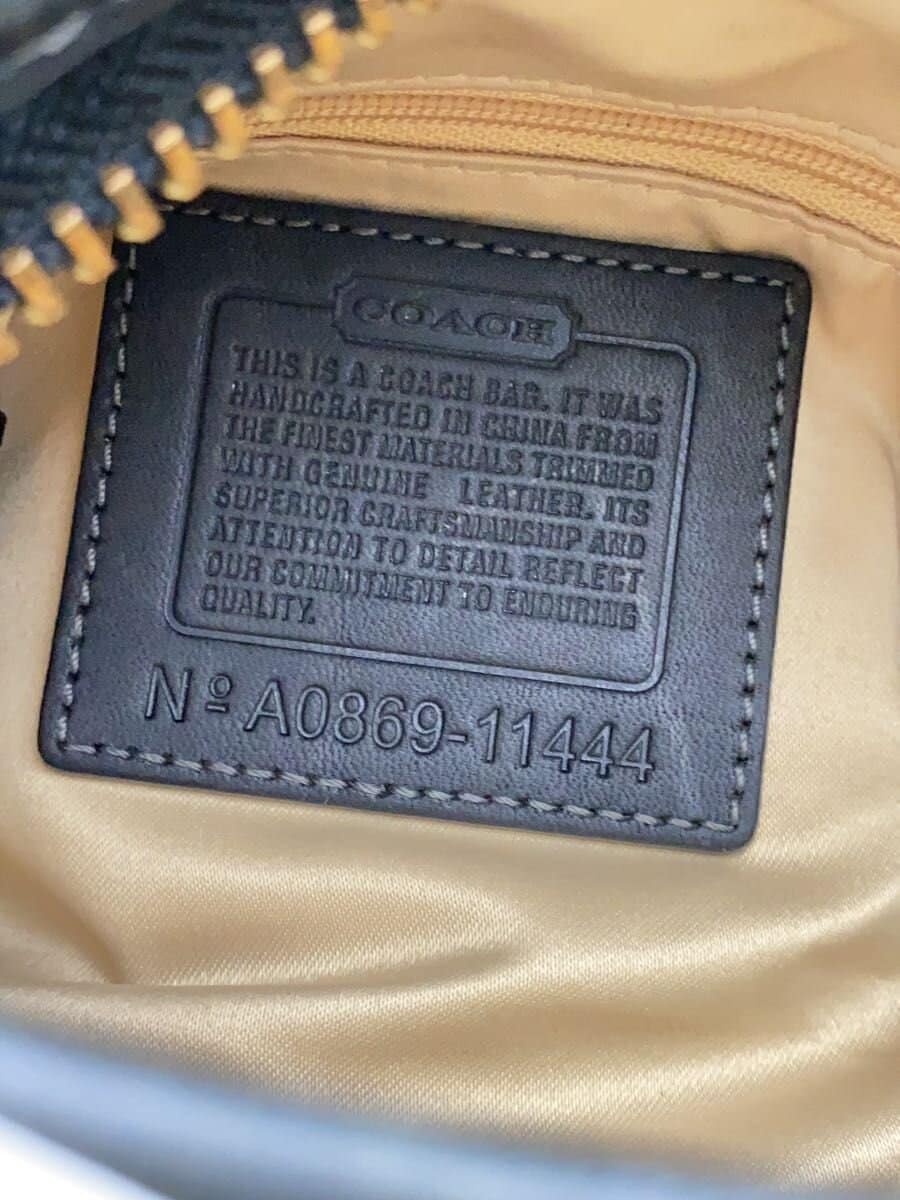 COACH
THIS IS A COACH BAG. IT WAS
HANDCRAFTED IN CHINA FROM
THE FINEST MATERIALS TRIMMED
WITH GENUINE LEATHER. ITS
SUPERIOR CRAFTSMANSHIP AND
ATTENTION TO DETAIL REFLECT
OUR COMMITMENT TO ENDURING
QUALITY.
Nº A0869-11444